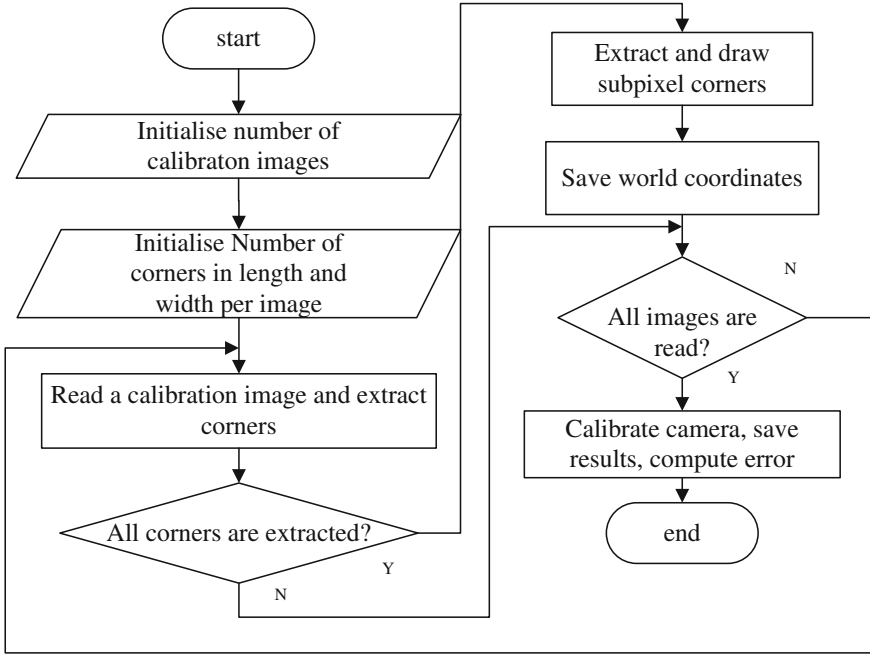 start
Initialise number of
calibraton images
Initialise Number of
corners in length and
width per image
Read a calibration image and extract
corners
All corners are extracted?
Y
N
Extract and draw
subpixel corners
Save world coordinates
N
All images are
read?
Y
Calibrate camera, save
results, compute error
end